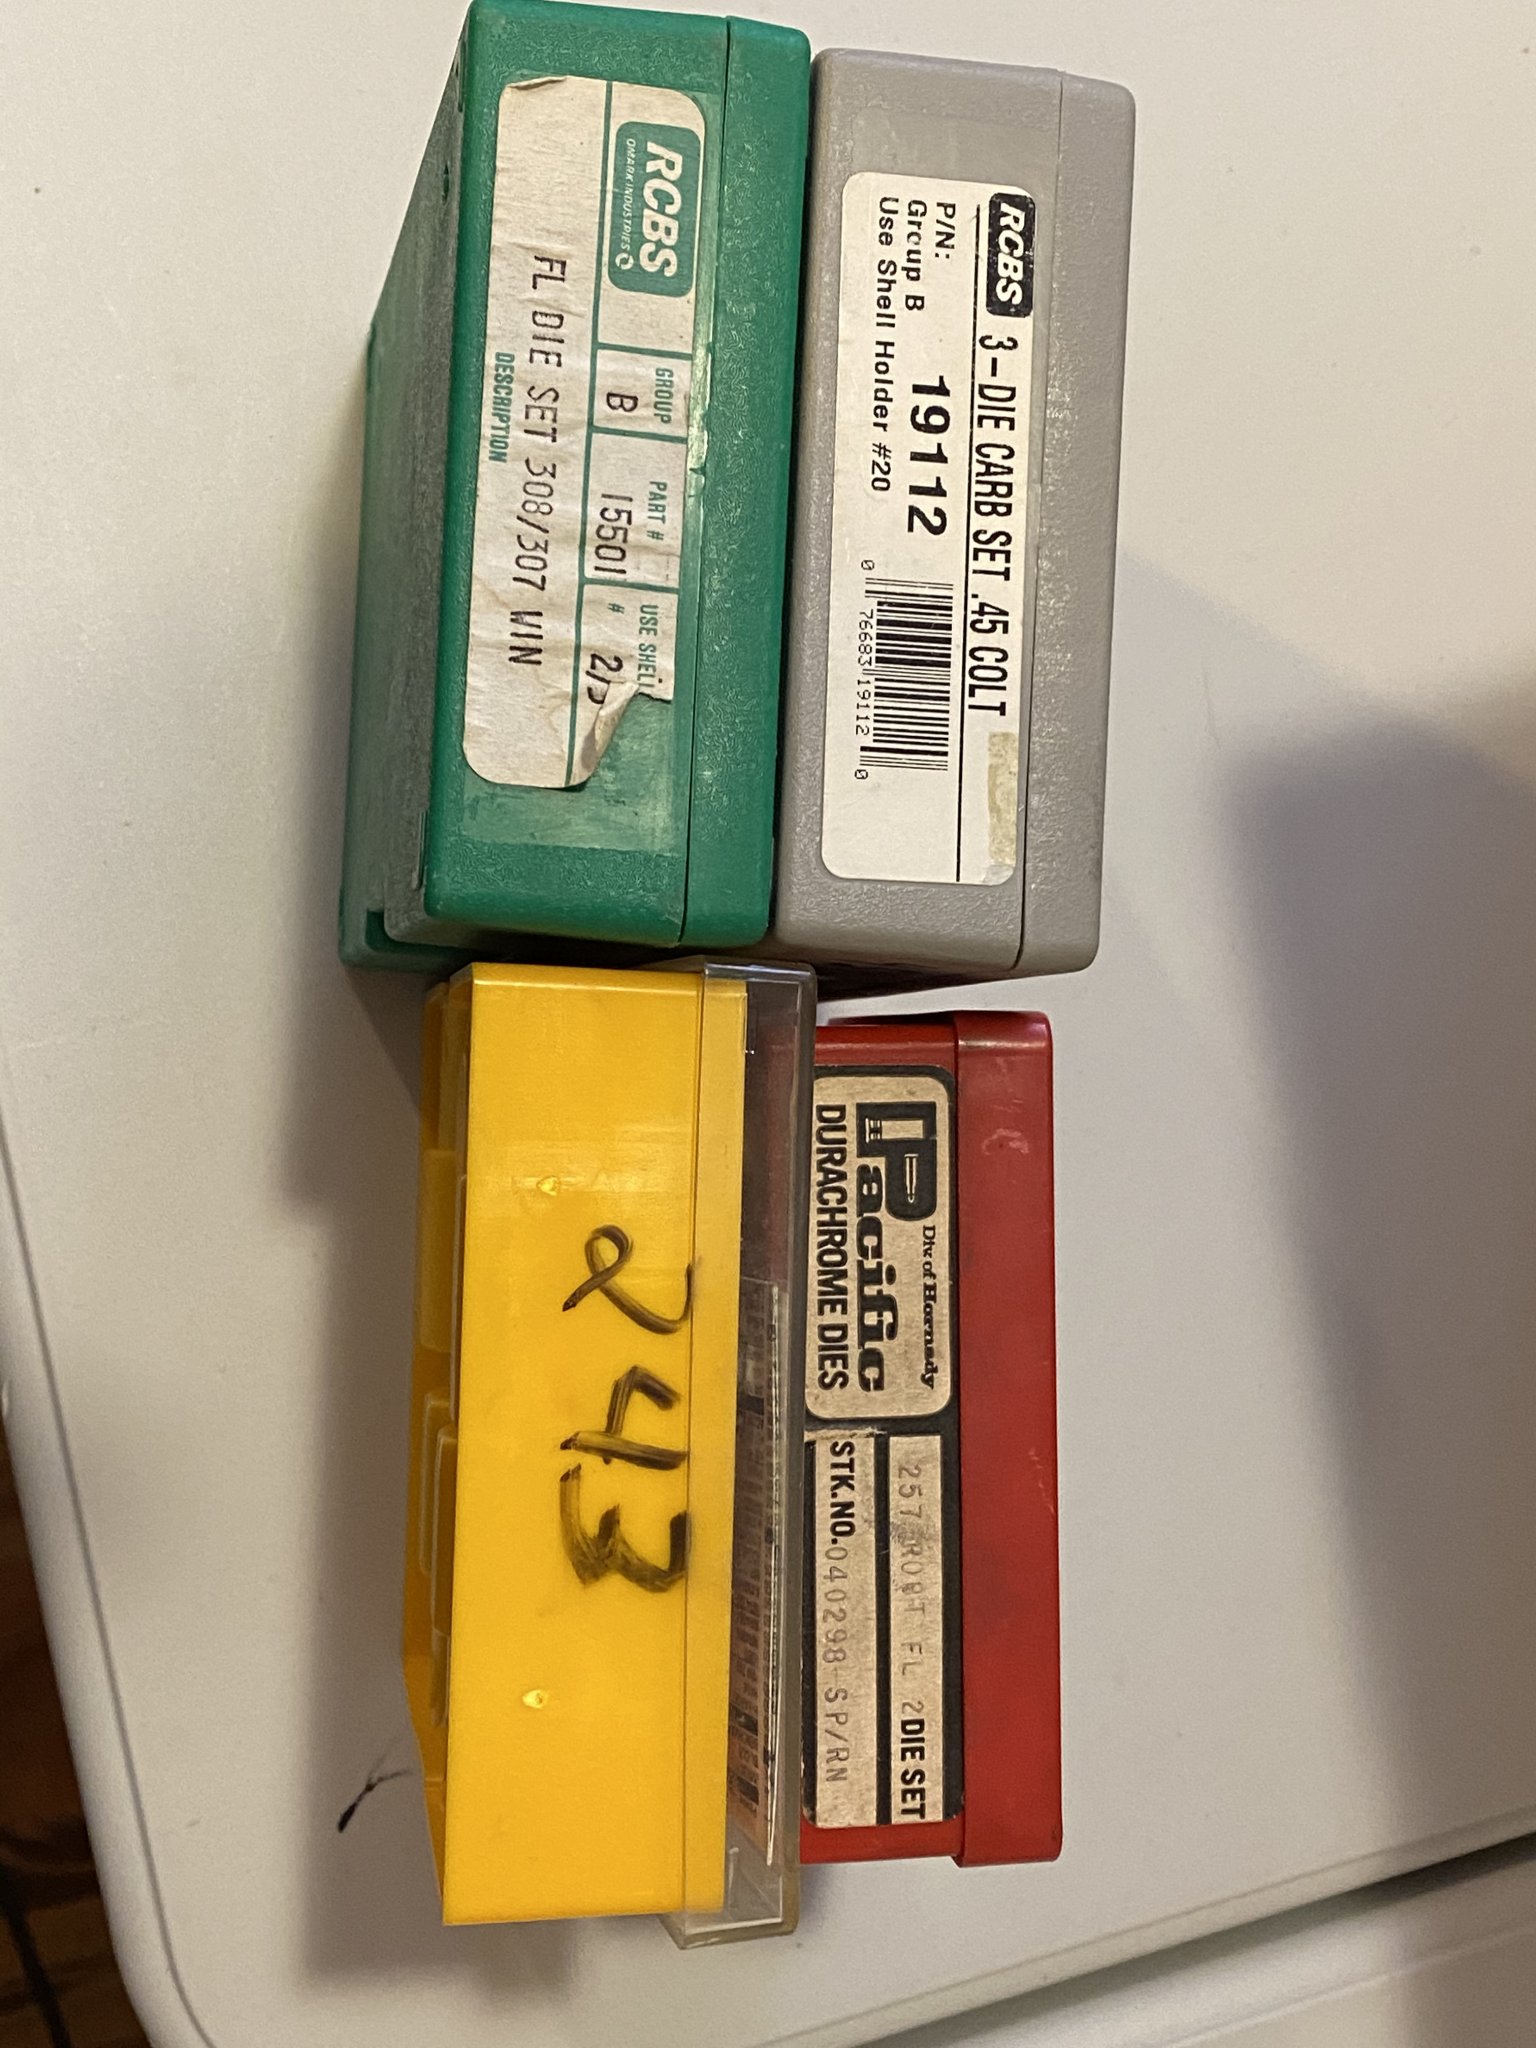 RCBS 3-DIE CARB SET .45 COLT
P/N:
Group B 19112
Use Shell Holder #20
0 76683 19112 0
RCBS
OMARK INDUSTRIES
GROUP PART # USE SHELL
B 15501 #
FL DIE SET 308/307 WIN
DESCRIPTION
Pacific
Div of Hornady
DURACHROME DIES
257 ROBT FL 2 DIE SET
STK.NO. 040298 SP/RN
243